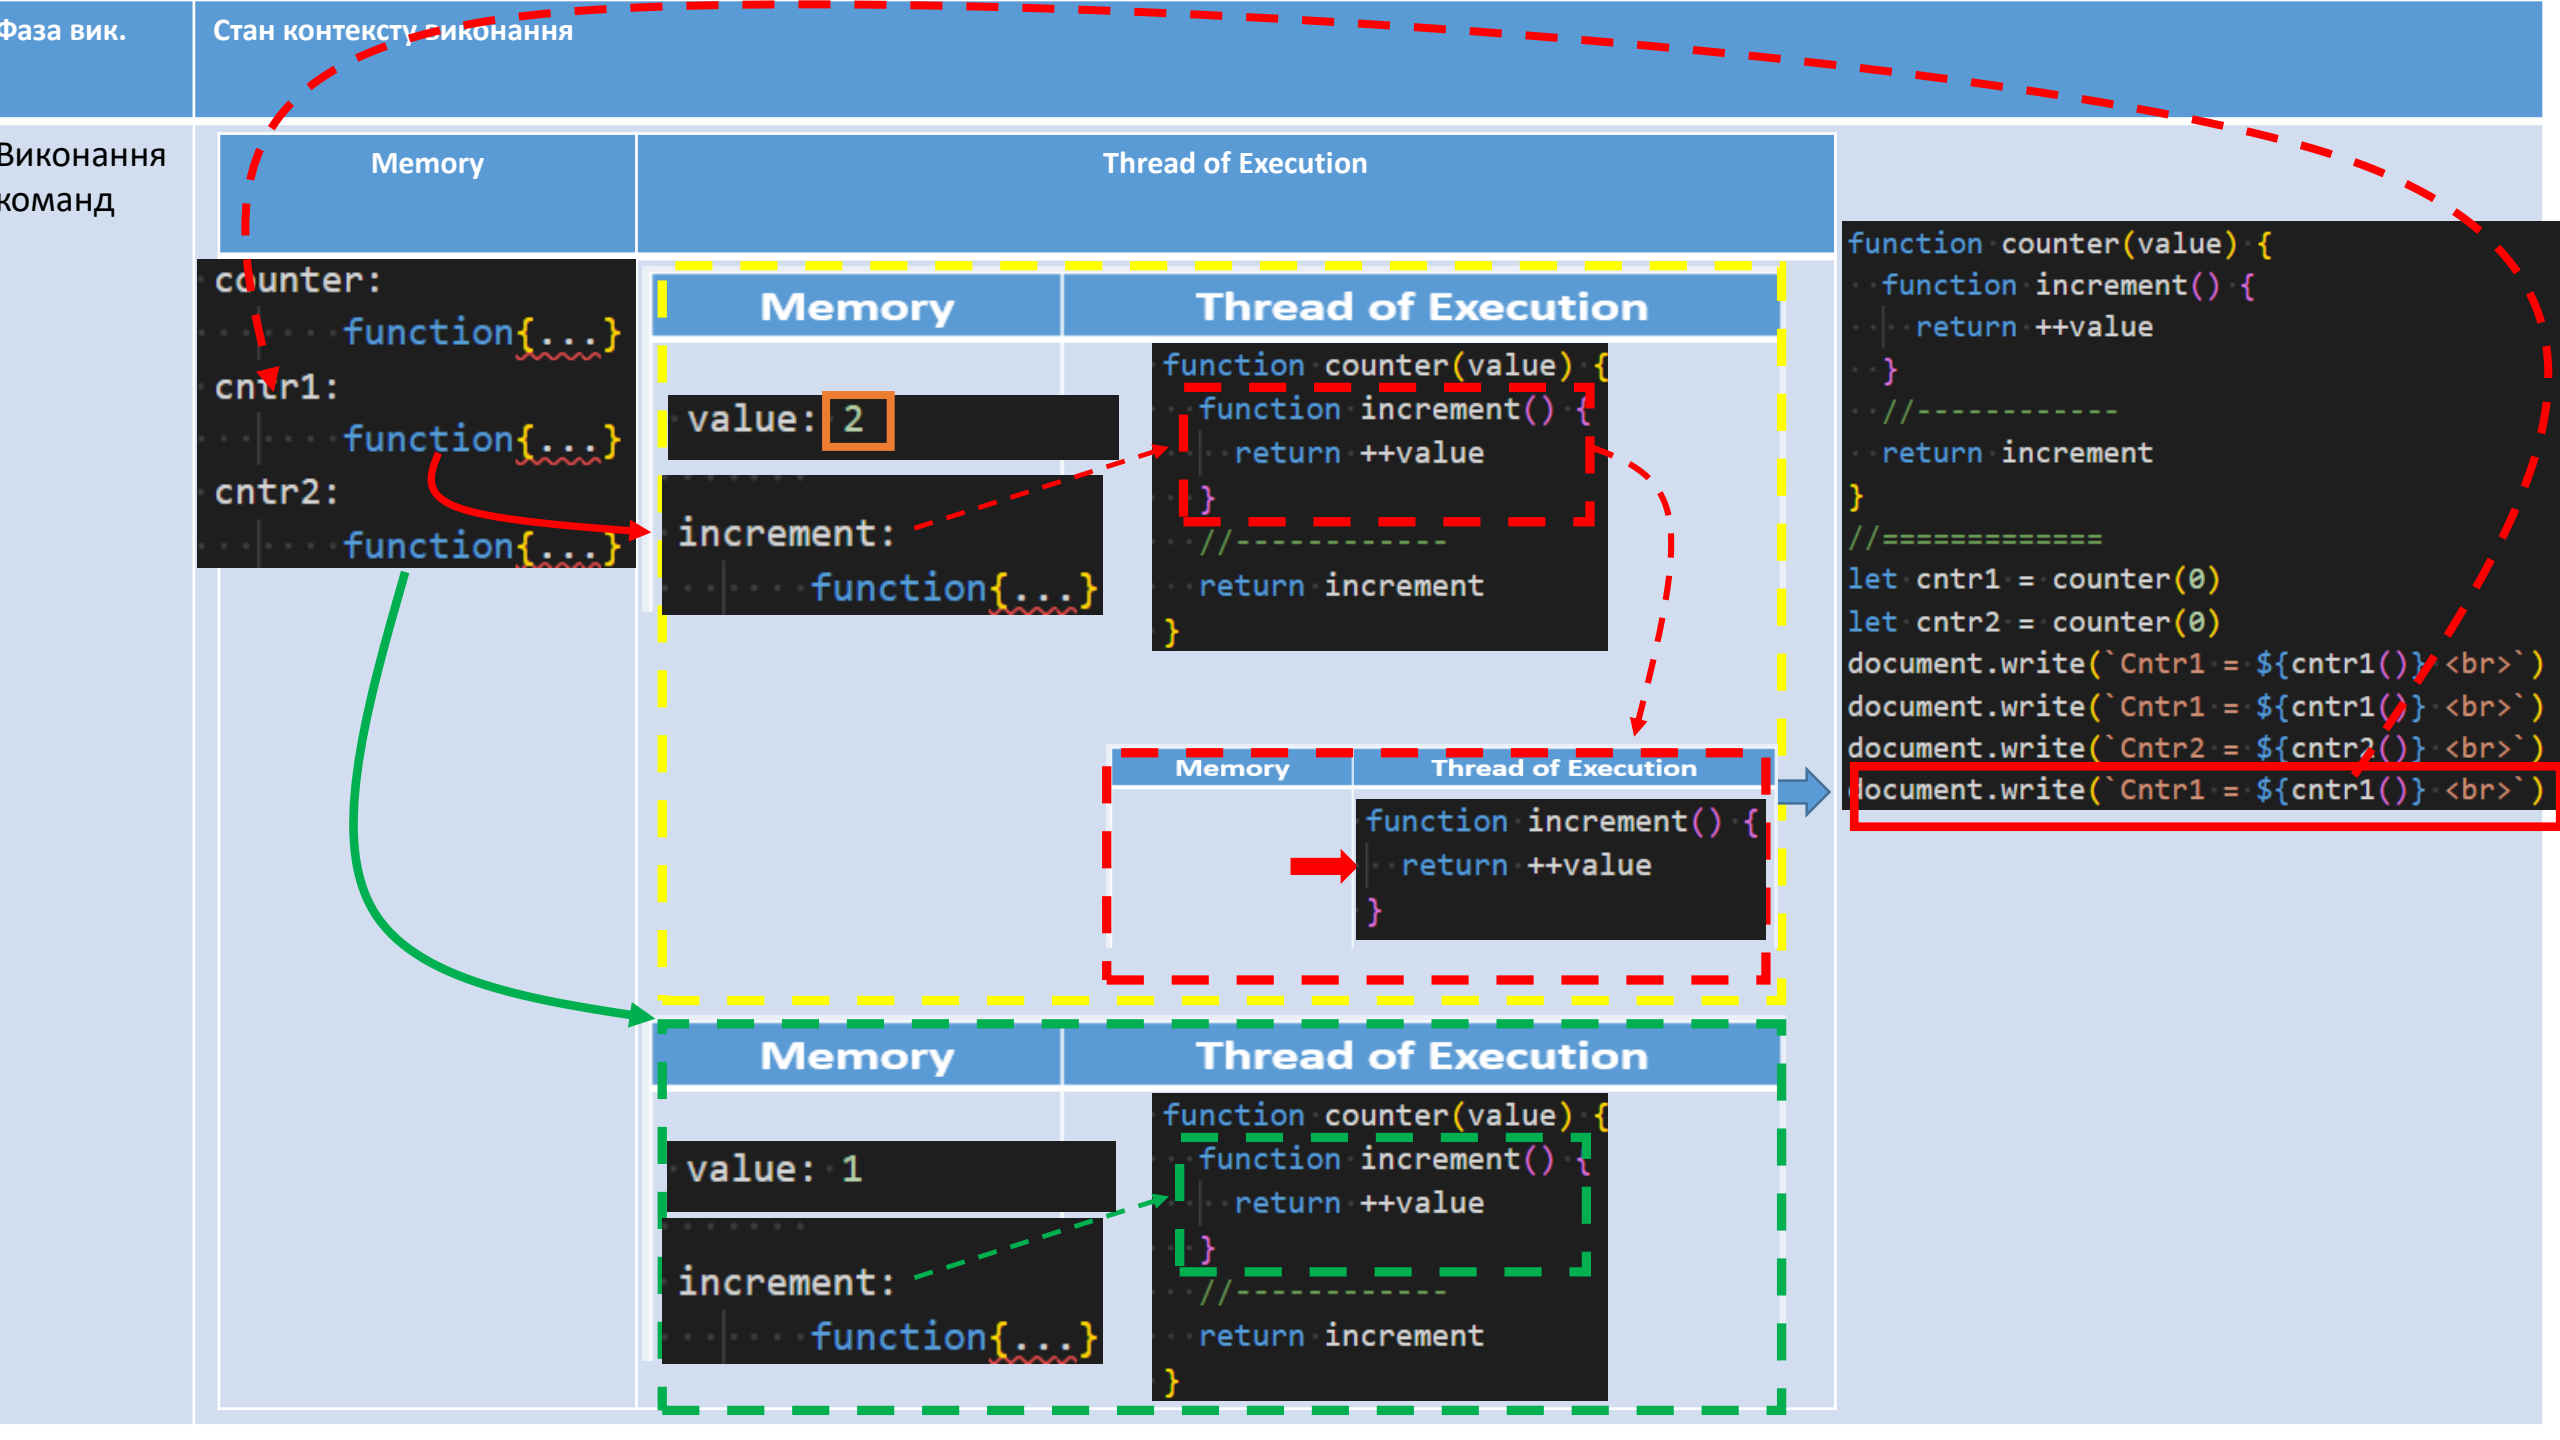 Фаза вик.
Стан контексту виконання
Виконання
команд
Memory
Thread of Execution
counter:
function{...}
cntr1:
function{...}
cntr2:
function{...}
Memory
Thread of Execution
value: 2
increment:
function{...}
function counter(value) {
function increment() {
return ++value
}
//------------
return increment
}
Memory
Thread of Execution
function increment() {
return ++value
}
Memory
Thread of Execution
value: 1
increment:
function{...}
function counter(value) {
function increment() {
return ++value
}
//------------
return increment
}
function counter(value) {
function increment() {
return ++value
}
//------------
return increment
}
//=============
let cntr1 = counter(0)
let cntr2 = counter(0)
document.write(`Cntr1 = ${cntr1()} <br>`)
document.write(`Cntr1 = ${cntr1()} <br>`)
document.write(`Cntr2 = ${cntr2()} <br>`)
document.write(`Cntr1 = ${cntr1()} <br>`)